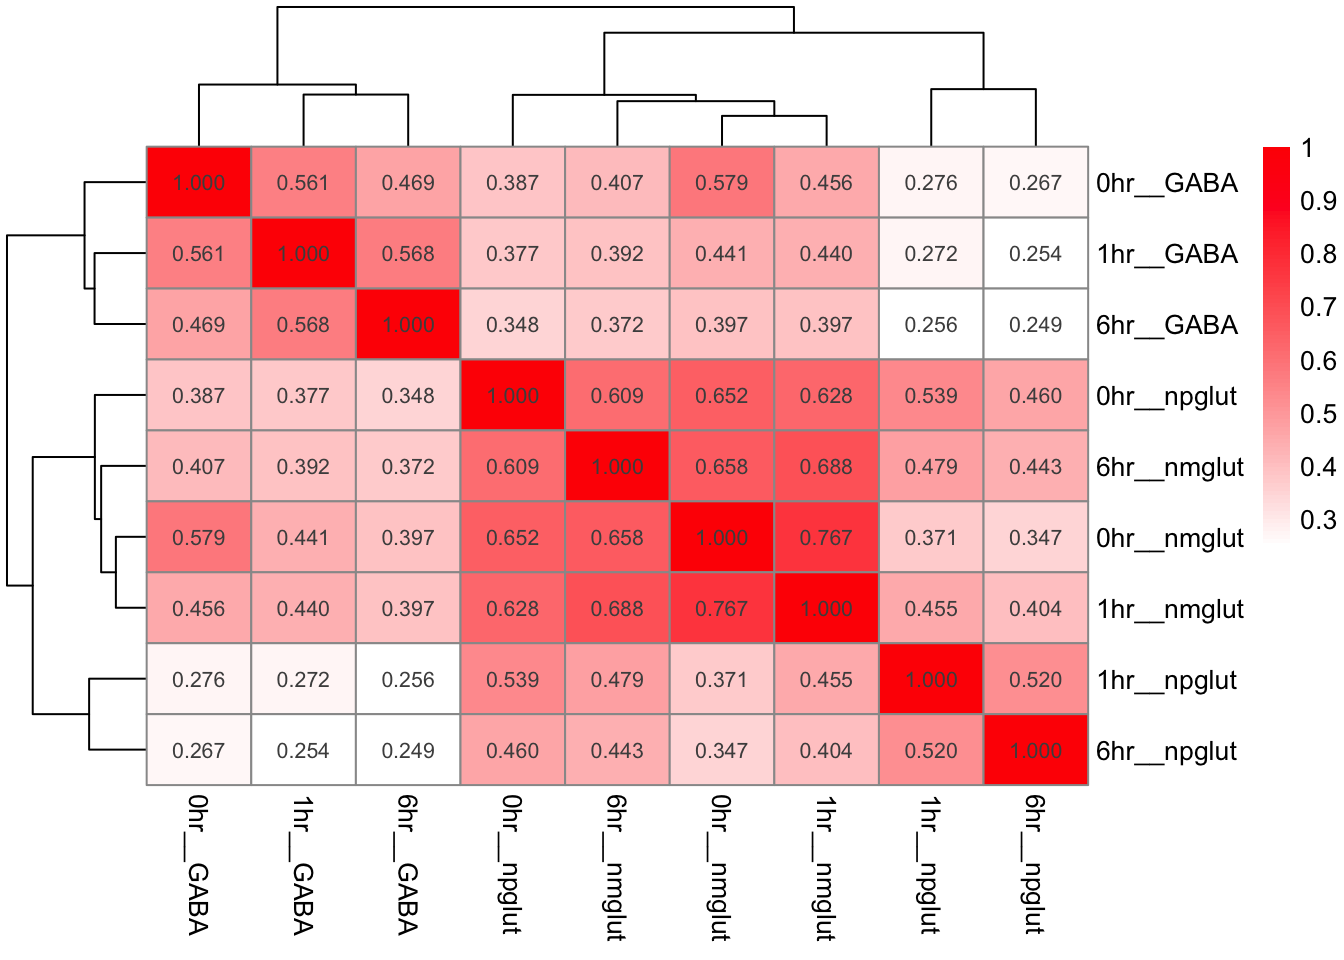 1.000 0.561 0.469 0.387 0.407 0.579 0.456 0.276 0.267 0hr__GABA
0.561 1.000 0.568 0.377 0.392 0.441 0.440 0.272 0.254 1hr__GABA
0.469 0.568 1.000 0.348 0.372 0.397 0.397 0.256 0.249 6hr__GABA
0.387 0.377 0.348 1.000 0.609 0.652 0.628 0.539 0.460 0hr__npglut
0.407 0.392 0.372 0.609 1.000 0.658 0.688 0.479 0.443 6hr__nmglut
0.579 0.441 0.397 0.652 0.658 1.000 0.767 0.371 0.347 0hr__nmglut
0.456 0.440 0.397 0.628 0.688 0.767 1.000 0.455 0.404 1hr__nmglut
0.276 0.272 0.256 0.539 0.479 0.371 0.455 1.000 0.520 1hr__npglut
0.267 0.254 0.249 0.460 0.443 0.347 0.404 0.520 1.000 6hr__npglut
0hr__GABA
1hr__GABA
6hr__GABA
0hr__npglut
6hr__nmglut
0hr__nmglut
1hr__nmglut
1hr__npglut
6hr__npglut
1
0.9
0.8
0.7
0.6
0.5
0.4
0.3